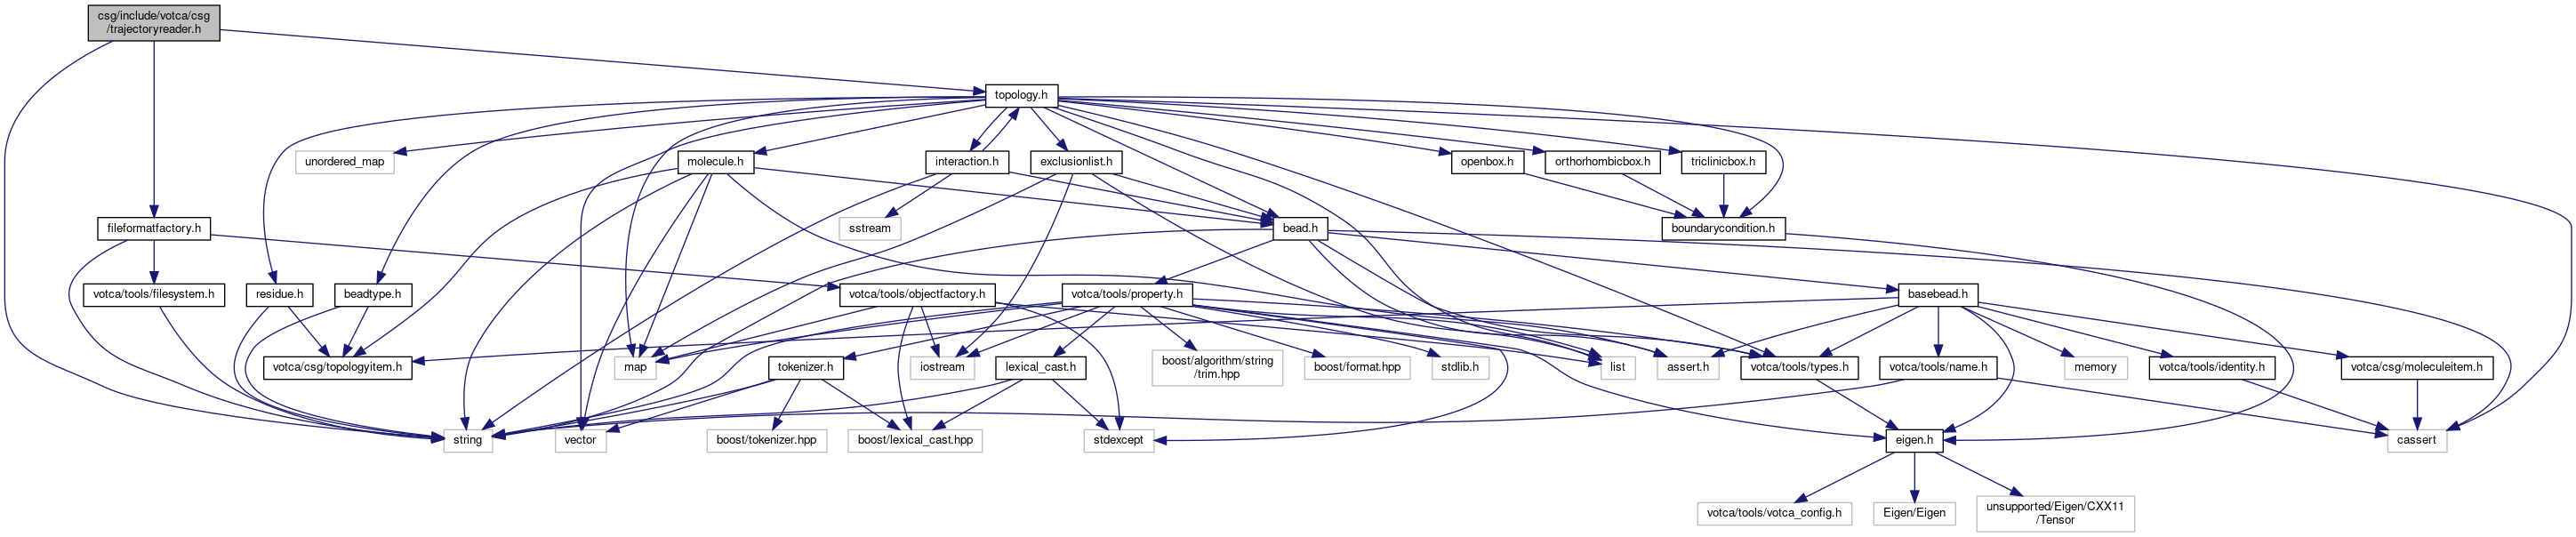 csg/include/votca/csg
/trajectoryreader.h
topology.h
unordered_map
molecule.h
interaction.h
exclusionlist.h
openbox.h
orthorhombicbox.h
triclinicbox.h
fileformatfactory.h
sstream
bead.h
boundarycondition.h
votca/tools/filesystem.h
residue.h
beadtype.h
votca/tools/objectfactory.h
votca/tools/property.h
basebead.h
votca/csg/topologyitem.h
map
tokenizer.h
iostream
lexical_cast.h
boost/algorithm/string
/trim.hpp
boost/format.hpp
stdlib.h
list
assert.h
votca/tools/types.h
votca/tools/name.h
memory
votca/tools/identity.h
votca/csg/moleculeitem.h
string
vector
boost/tokenizer.hpp
boost/lexical_cast.hpp
stdexcept
eigen.h
cassert
votca/tools/votca_config.h
Eigen/Eigen
unsupported/Eigen/CXX11
/Tensor